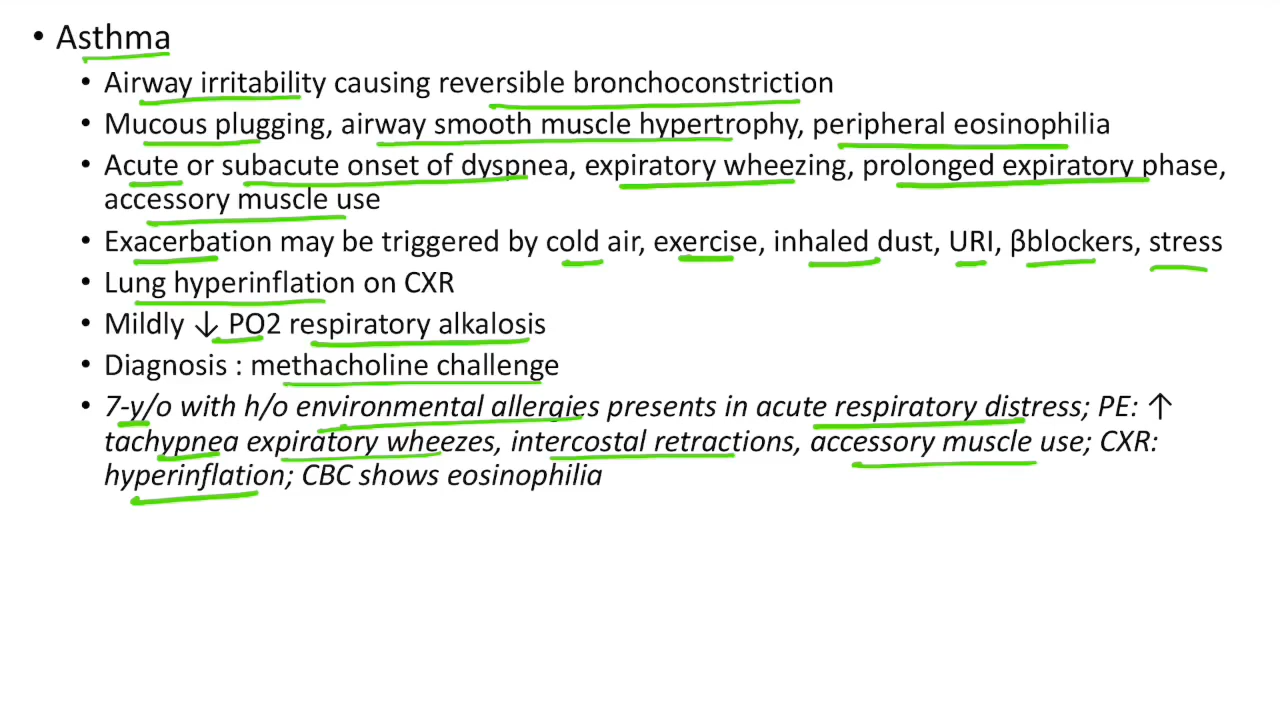 • Asthma
• Airway irritability causing reversible bronchoconstriction
• Mucous plugging, airway smooth muscle hypertrophy, peripheral eosinophilia
• Acute or subacute onset of dyspnea, expiratory wheezing, prolonged expiratory phase,
accessory muscle use
• Exacerbation may be triggered by cold air, exercise, inhaled dust, URI, βblockers, stress
• Lung hyperinflation on CXR
• Mildly ↓ PO2 respiratory alkalosis
• Diagnosis : methacholine challenge
• 7-y/o with h/o environmental allergies presents in acute respiratory distress; PE: ↑
tachypnea expiratory wheezes, intercostal retractions, accessory muscle use; CXR:
hyperinflation; CBC shows eosinophilia